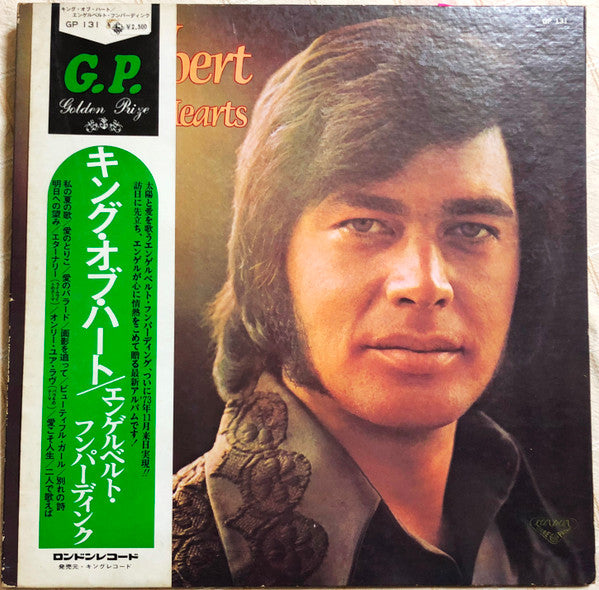 キング・オブ・ハート/
エンゲルベルト・フンパーディンク
GP 131
¥2,300
G.P.
Golden Prize
キング・オブ・ハート/エンゲルベルト・
フンパーディンク
太陽と愛を歌うエンゲルベルト・フンパーディンク、ついに'73年11月来日実現!!
訪日に先立ち、エンゲルが心に情熱をこめて贈る最新アルバムです!
私の夏の歌/愛のとりこ/愛のバラード/面影を追って/ビューティフル・ガール/別れの詩
明日への望み/エターナリー/オンリー・ユア・ラヴ/愛こそ人生/二人で歌えば
ロンドンレコード
発売元・キングレコード
bert
Hearts
GP 131